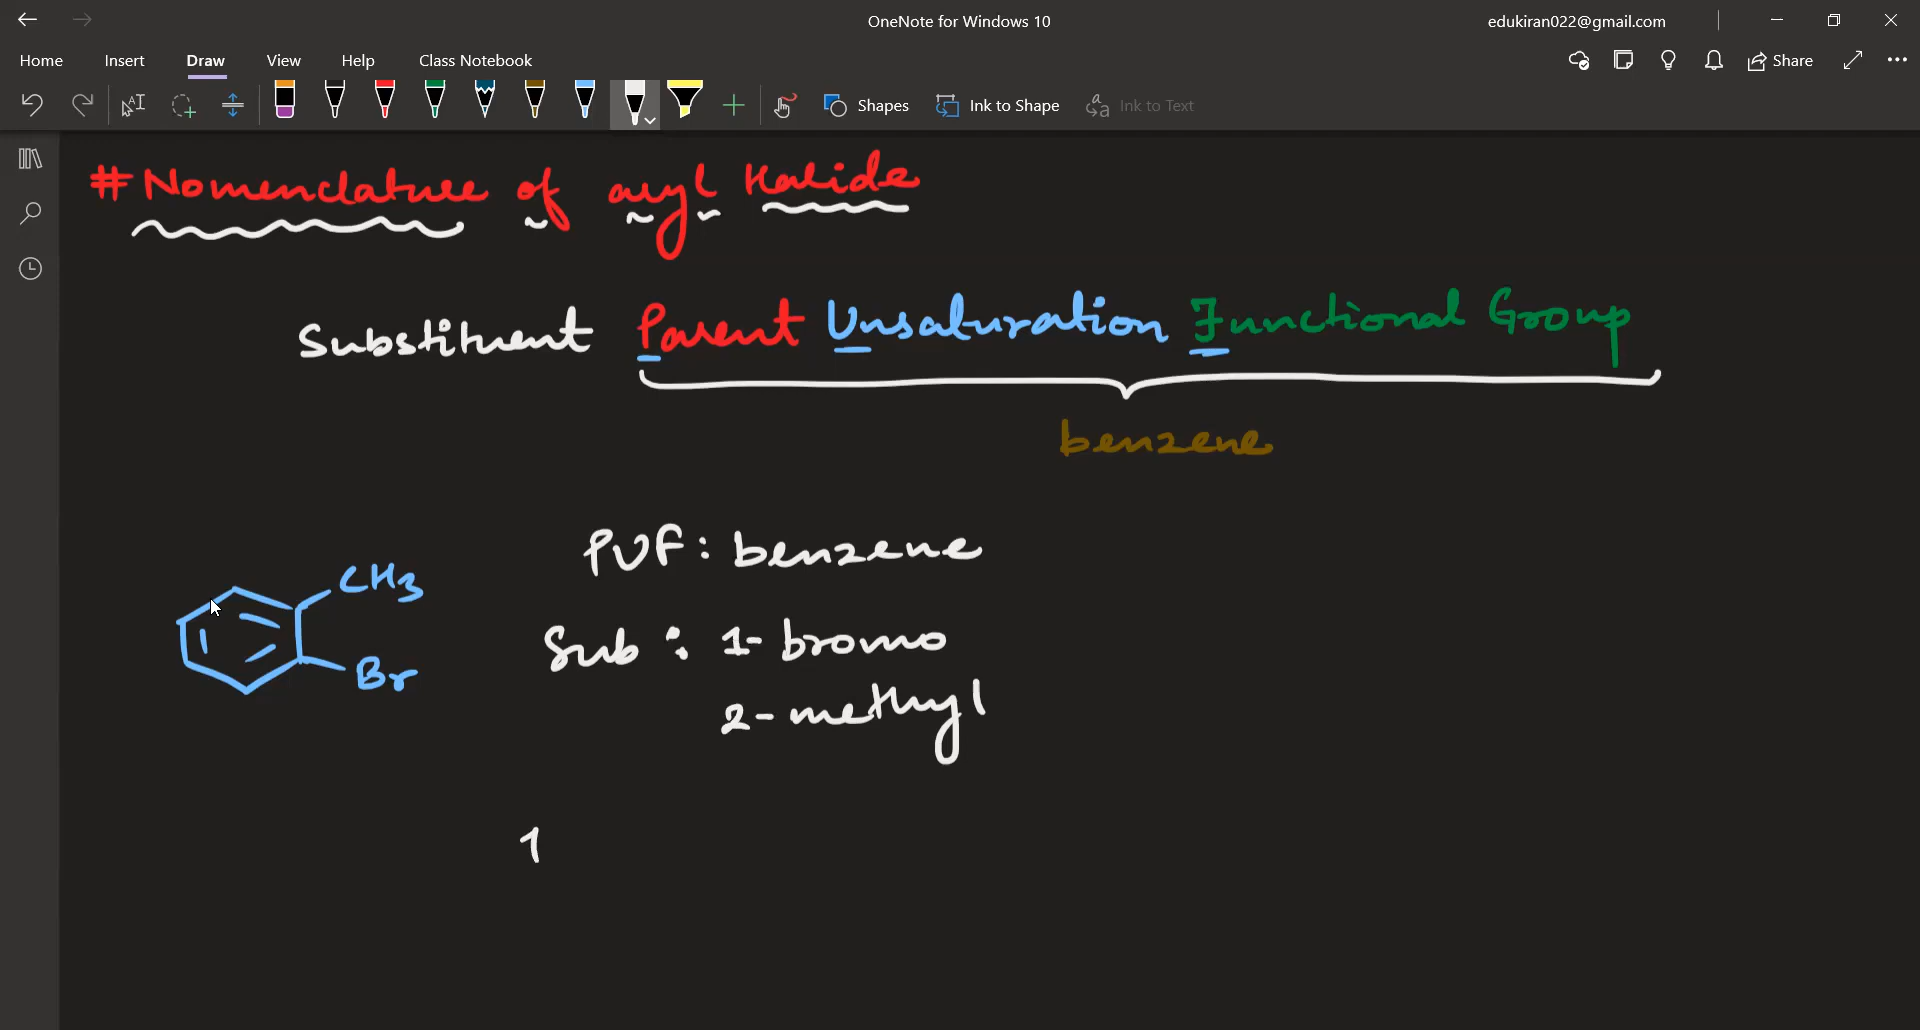 OneNote for Windows 10
edukiran022@gmail.com
Home Insert Draw View Help Class Notebook
Share
Shapes Ink to Shape Ink to Text
#Nomenclature of aryl Halide
Substituent Parent Unsaturation Functional Group
benzene
PUF: benzene
CH3
Sub: 1-bromo
Br
2-methyl
1